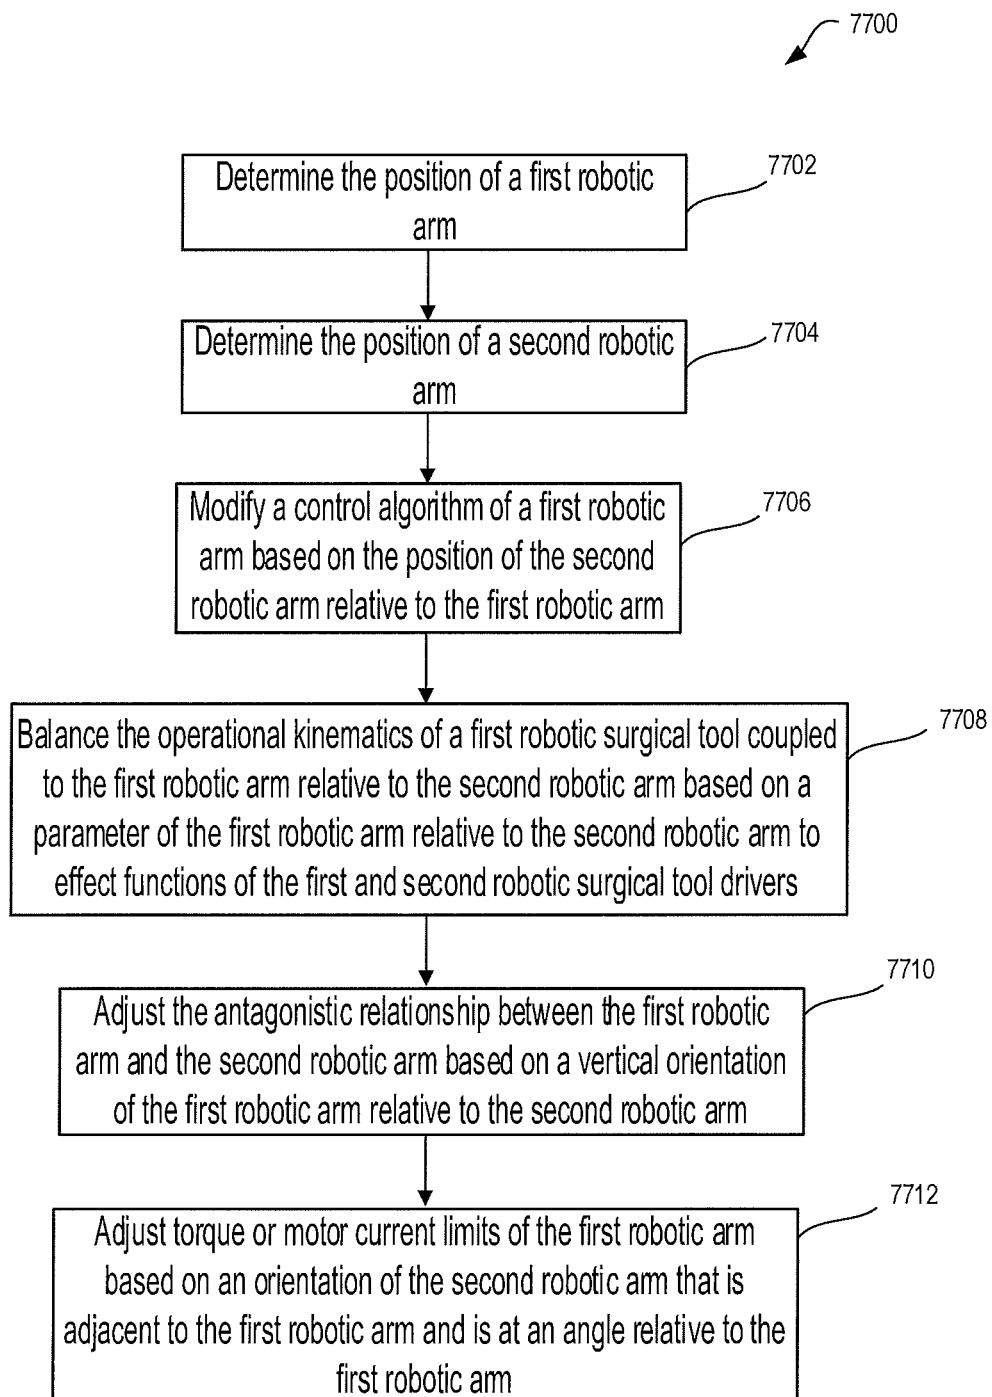 7700
7702
Determine the position of a first robotic
arm
7704
Determine the position of a second robotic
arm
7706
Modify a control algorithm of a first robotic
arm based on the position of the second
robotic arm relative to the first robotic arm
7708
Balance the operational kinematics of a first robotic surgical tool coupled
to the first robotic arm relative to the second robotic arm based on a
parameter of the first robotic arm relative to the second robotic arm to
effect functions of the first and second robotic surgical tool drivers
7710
Adjust the antagonistic relationship between the first robotic
arm and the second robotic arm based on a vertical orientation
of the first robotic arm relative to the second robotic arm
7712
Adjust torque or motor current limits of the first robotic arm
based on an orientation of the second robotic arm that is
adjacent to the first robotic arm and is at an angle relative to the
first robotic arm